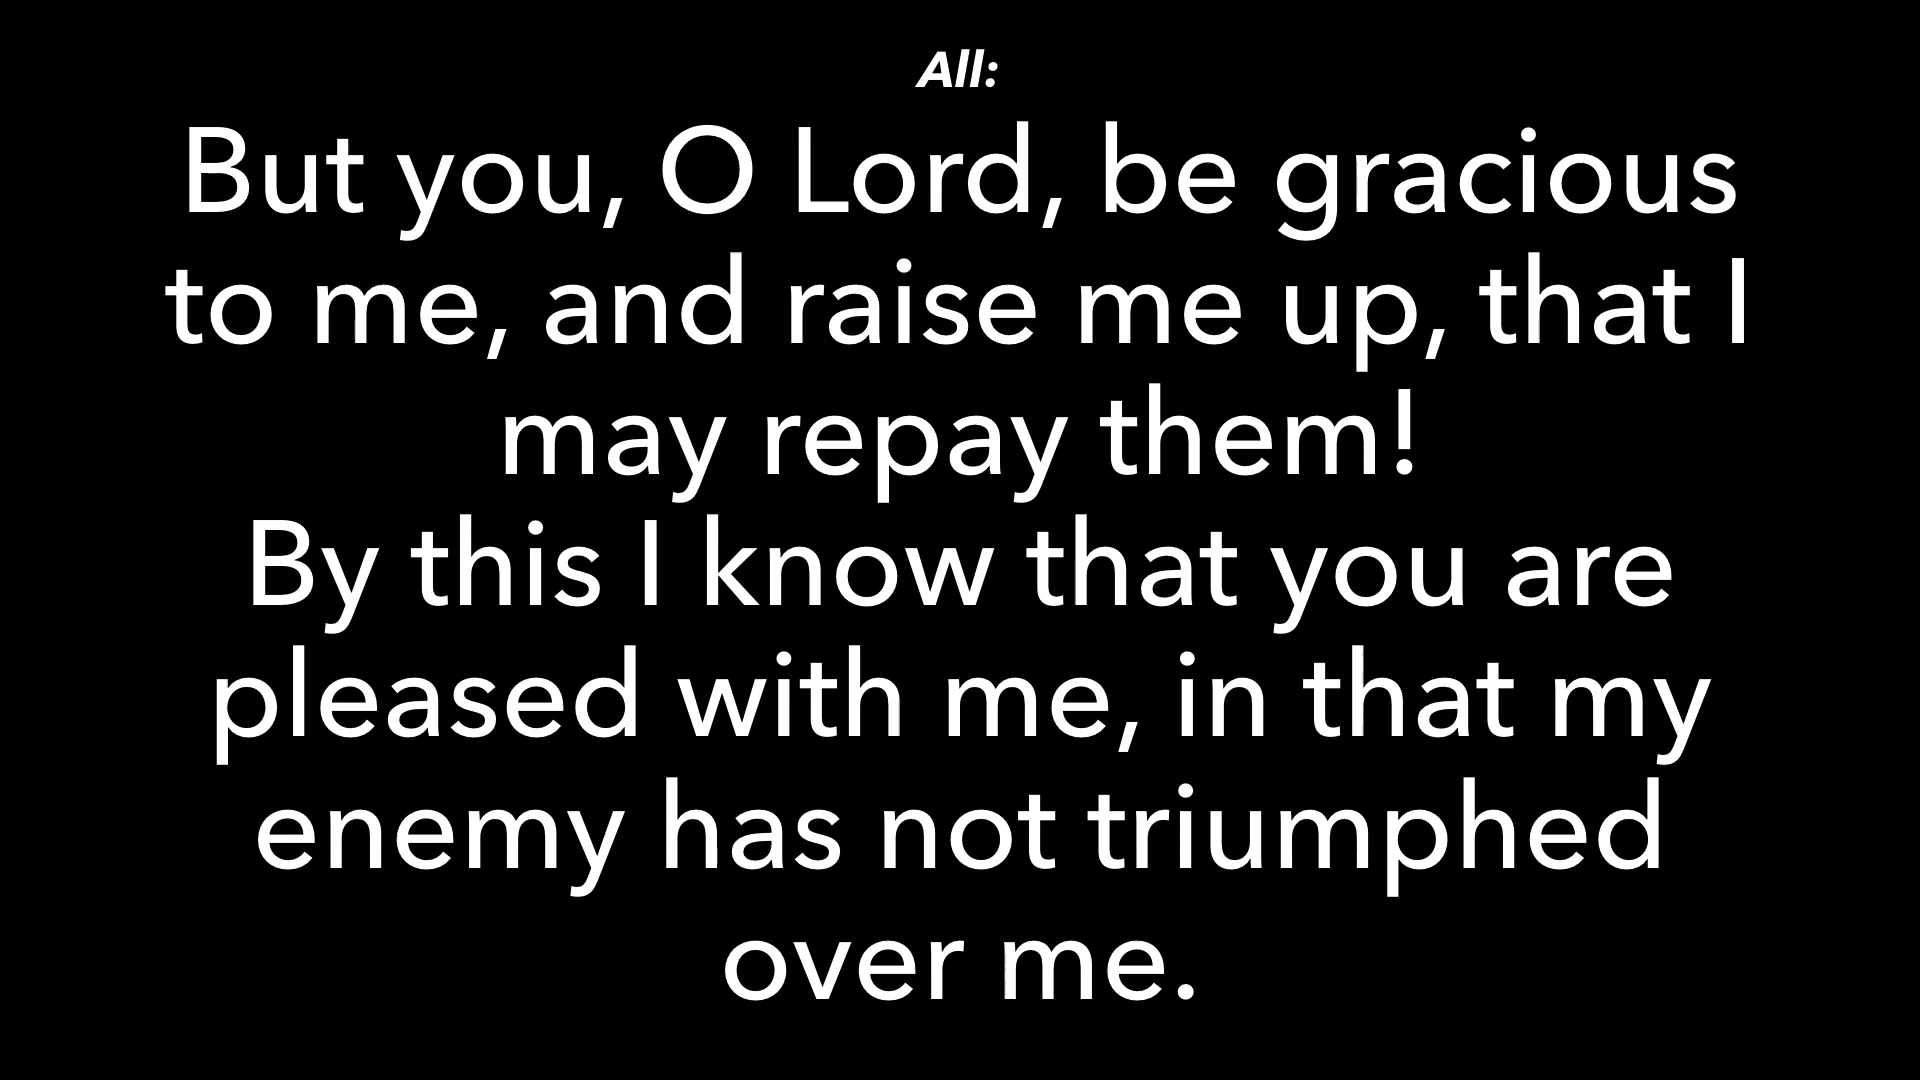 All:
But you, O Lord, be gracious
to me, and raise me up, that I
may repay them!
By this I know that you are
pleased with me, in that my
enemy has not triumphed
over me.